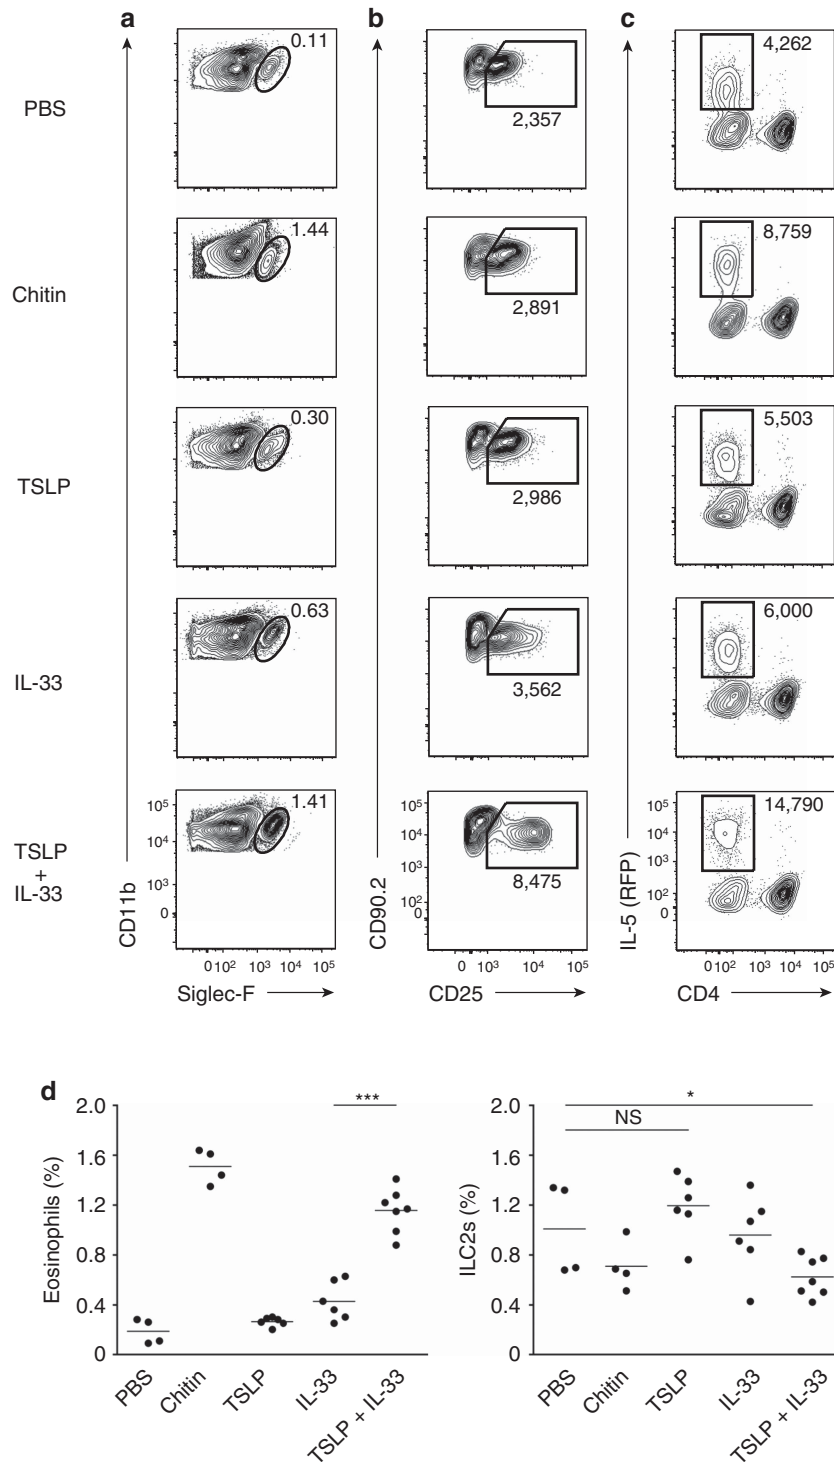 a
b
c
PBS
0.11
2,357
4,262
Chitin
1.44
2,891
8,759
TSLP
0.30
2,986
5,503
IL-33
0.63
3,562
6,000
TSLP
+
IL-33
1.41
8,475
14,790
10⁵
10⁴
10³
0
10⁵
10⁴
10³
10²
0
10⁵
10⁴
10³
10²
0
CD11b
CD90.2
IL-5 (RFP)
0 10² 10³ 10⁴ 10⁵
0 10³ 10⁴ 10⁵
0 10² 10³ 10⁴ 10⁵
Siglec-F
CD25
CD4
d
2.0
1.6
1.2
0.8
0.4
0
Eosinophils (%)
***
PBS
Chitin
TSLP
IL-33
TSLP + IL-33
2.0
1.6
1.2
0.8
0.4
0
ILC2s (%)
*
NS
PBS
Chitin
TSLP
IL-33
TSLP + IL-33